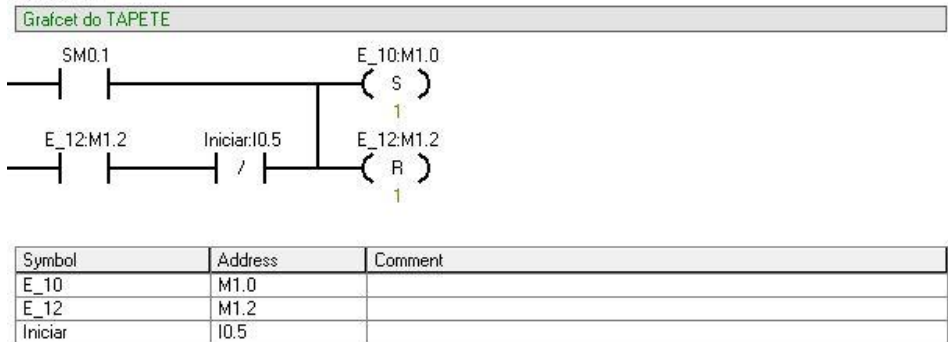 Grafcet do TAPETE
SM0.1 E_10:M1.0
S
1
E_12:M1.2 Iniciar:I0.5 E_12:M1.2
/ R
1
Symbol Address Comment
E_10 M1.0
E_12 M1.2
Iniciar I0.5